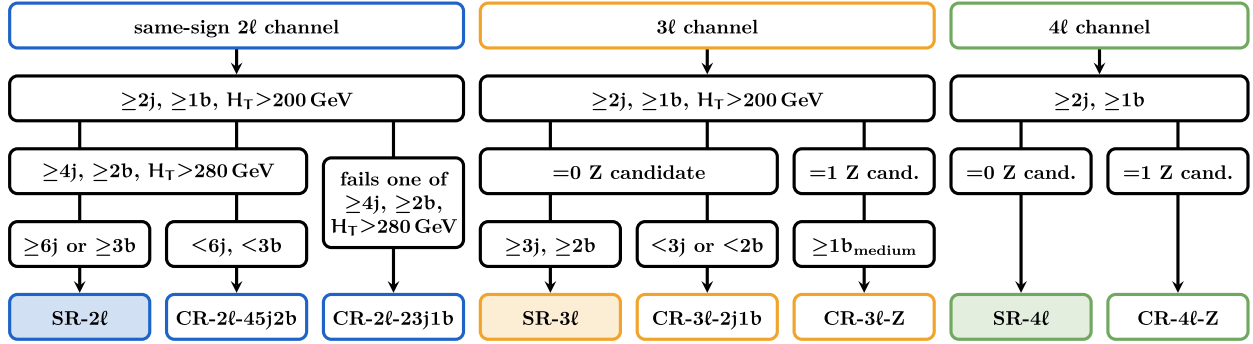 same-sign 2ℓ channel
3ℓ channel
4ℓ channel
≥2j, ≥1b, H_T>200 GeV
≥2j, ≥1b, H_T>200 GeV
≥2j, ≥1b
≥4j, ≥2b, H_T>280 GeV
fails one of
≥4j, ≥2b,
H_T>280 GeV
=0 Z candidate
=1 Z cand.
=0 Z cand.
=1 Z cand.
≥6j or ≥3b
<6j, <3b
≥3j, ≥2b
<3j or <2b
≥1b_medium
SR-2ℓ
CR-2ℓ-45j2b
CR-2ℓ-23j1b
SR-3ℓ
CR-3ℓ-2j1b
CR-3ℓ-Z
SR-4ℓ
CR-4ℓ-Z